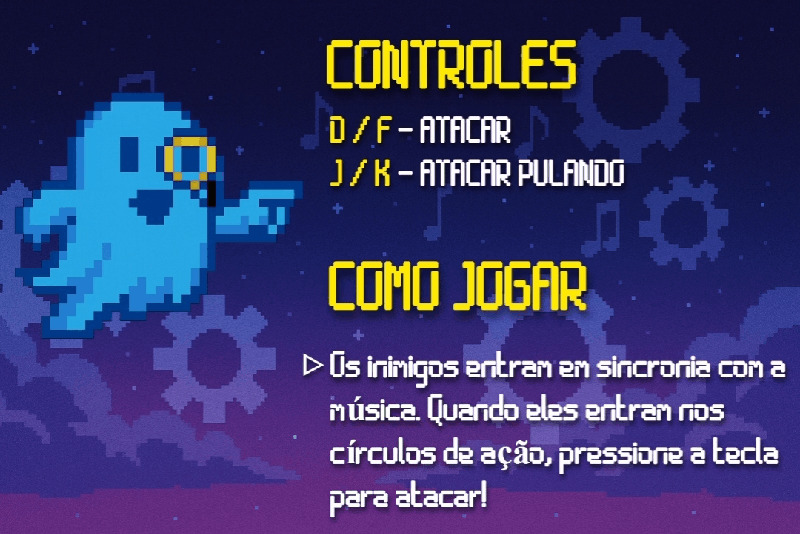 CONTROLES
D / F - ATACAR
J / K - ATACAR PULANDO
COMO JOGAR
Os inimigos entram em sincronia com a
música. Quando eles entram nos
círculos de ação, pressione a tecla
para atacar!